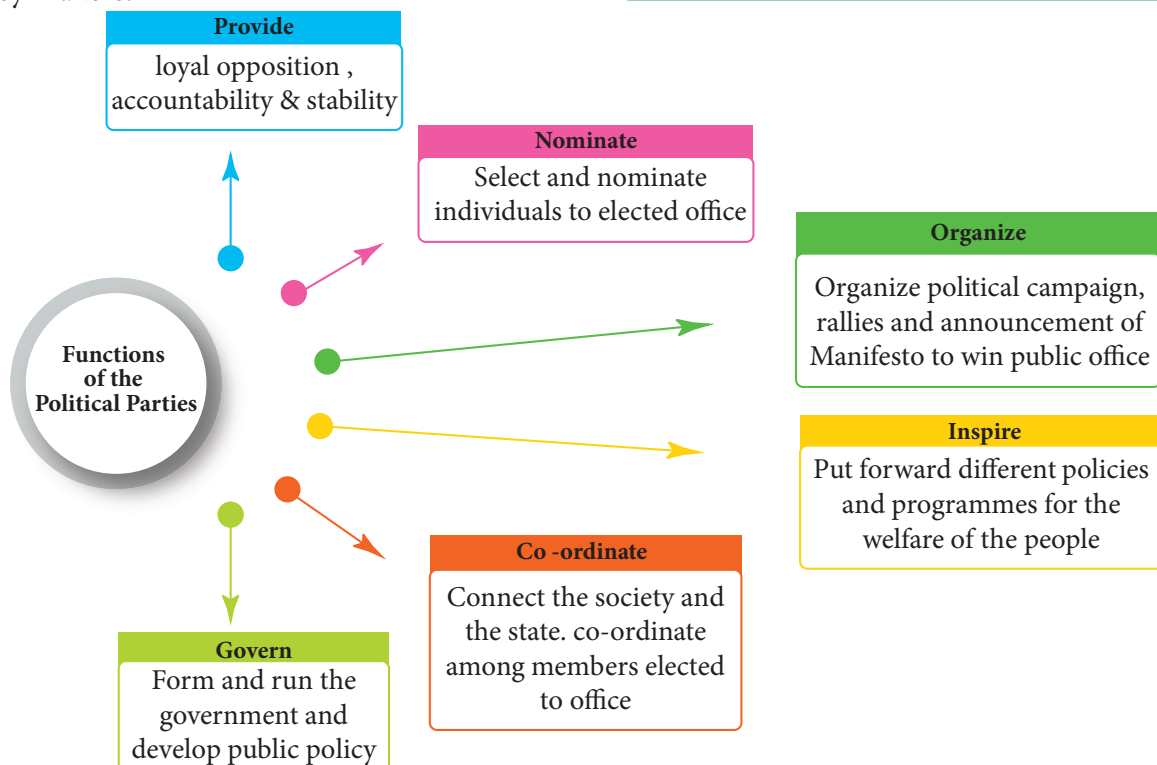 Provide
loyal opposition ,
accountability & stability
Nominate
Select and nominate
individuals to elected office
Organize
Organize political campaign,
rallies and announcement of
Manifesto to win public office
Functions
of the
Political Parties
Inspire
Put forward different policies
and programmes for the
welfare of the people
Co -ordinate
Connect the society and
the state. co-ordinate
among members elected
to office
Govern
Form and run the
government and
develop public policy